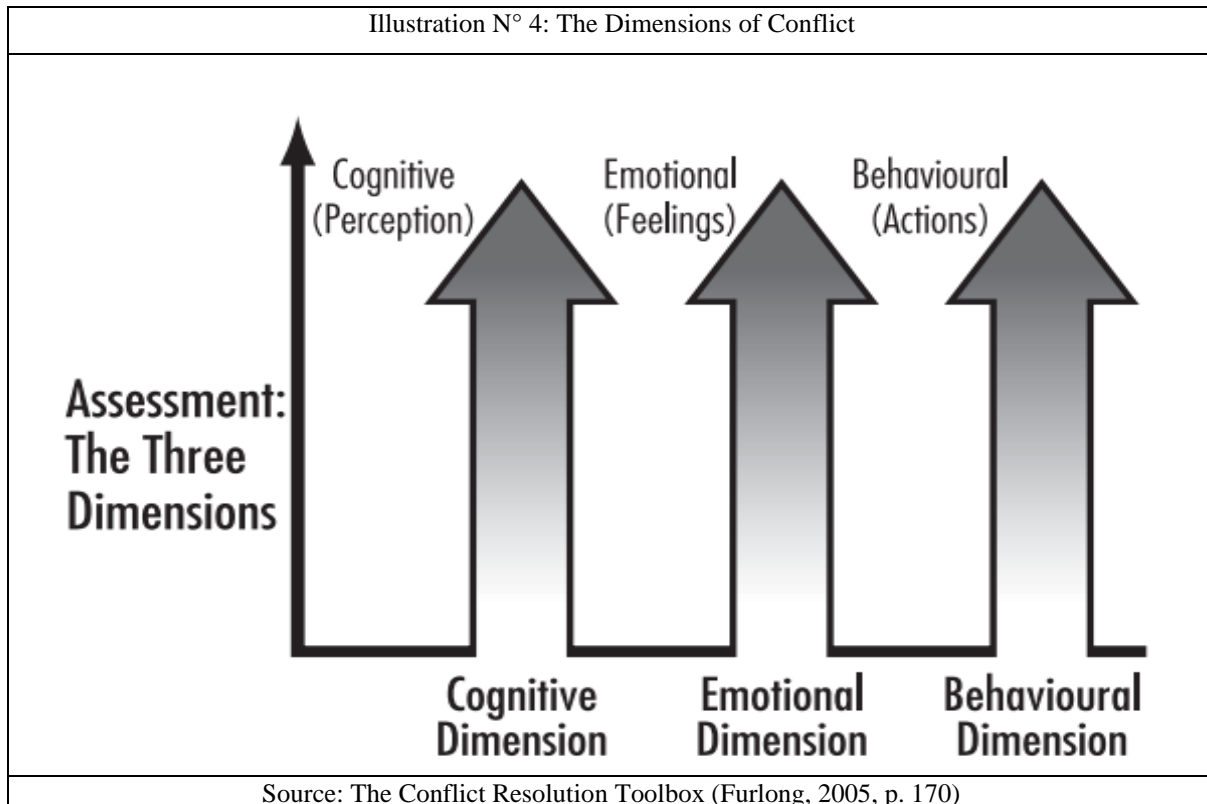 Illustration N° 4: The Dimensions of Conflict
Cognitive
(Perception)
Emotional
(Feelings)
Behavioural
(Actions)
Assessment:
The Three
Dimensions
Cognitive
Dimension
Emotional
Dimension
Behavioural
Dimension
Source: The Conflict Resolution Toolbox (Furlong, 2005, p. 170)